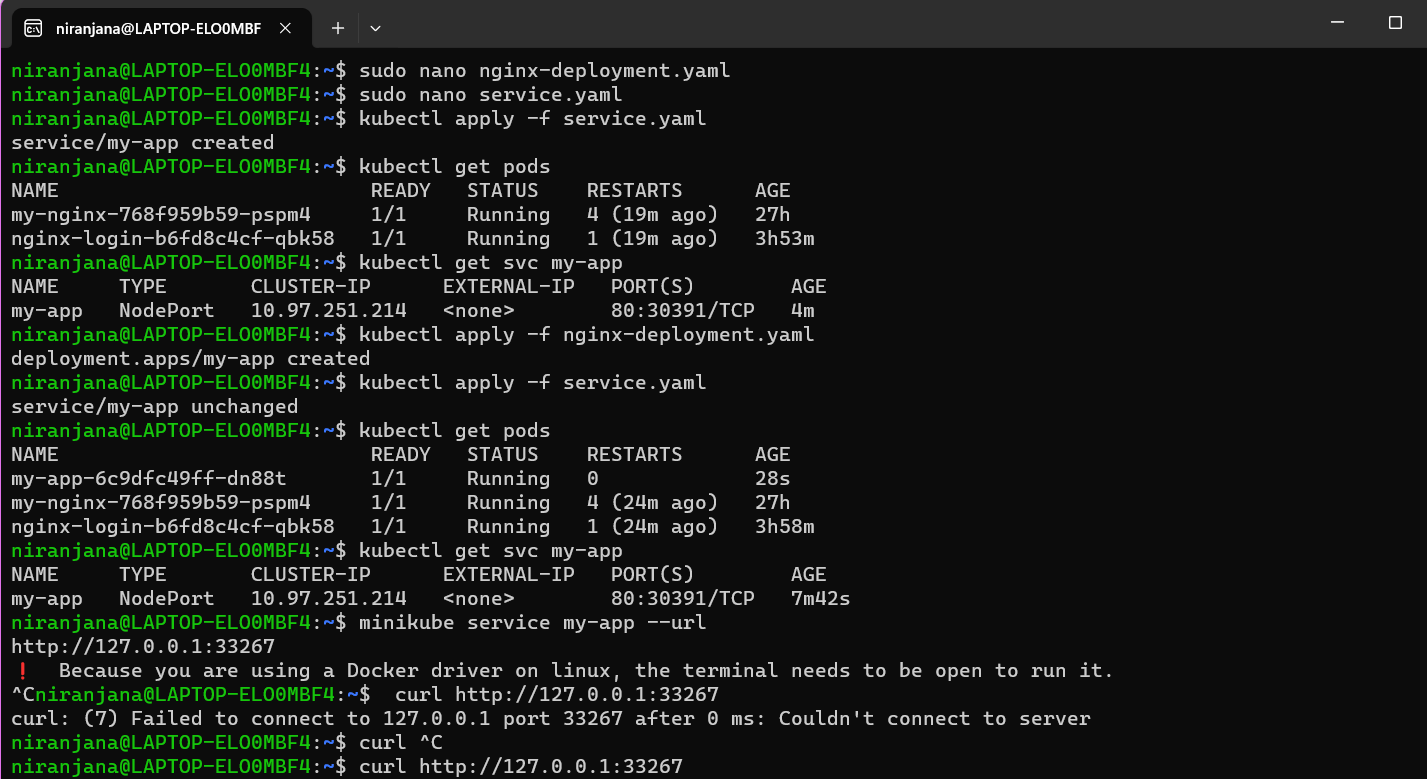 niranjana@LAPTOP-ELO0MBF
niranjana@LAPTOP-ELO0MBF4:~$ sudo nano nginx-deployment.yaml
niranjana@LAPTOP-ELO0MBF4:~$ sudo nano service.yaml
niranjana@LAPTOP-ELO0MBF4:~$ kubectl apply -f service.yaml
service/my-app created
niranjana@LAPTOP-ELO0MBF4:~$ kubectl get pods
NAME                          READY   STATUS    RESTARTS      AGE
my-nginx-768f959b59-pspm4     1/1     Running   4 (19m ago)   27h
nginx-login-b6fd8c4cf-qbk58   1/1     Running   1 (19m ago)   3h53m
niranjana@LAPTOP-ELO0MBF4:~$ kubectl get svc my-app
NAME     TYPE       CLUSTER-IP      EXTERNAL-IP   PORT(S)        AGE
my-app   NodePort   10.97.251.214   <none>        80:30391/TCP   4m
niranjana@LAPTOP-ELO0MBF4:~$ kubectl apply -f nginx-deployment.yaml
deployment.apps/my-app created
niranjana@LAPTOP-ELO0MBF4:~$ kubectl apply -f service.yaml
service/my-app unchanged
niranjana@LAPTOP-ELO0MBF4:~$ kubectl get pods
NAME                          READY   STATUS    RESTARTS      AGE
my-app-6c9dfc49ff-dn88t       1/1     Running   0             28s
my-nginx-768f959b59-pspm4     1/1     Running   4 (24m ago)   27h
nginx-login-b6fd8c4cf-qbk58   1/1     Running   1 (24m ago)   3h58m
niranjana@LAPTOP-ELO0MBF4:~$ kubectl get svc my-app
NAME     TYPE       CLUSTER-IP      EXTERNAL-IP   PORT(S)        AGE
my-app   NodePort   10.97.251.214   <none>        80:30391/TCP   7m42s
niranjana@LAPTOP-ELO0MBF4:~$ minikube service my-app --url
http://127.0.0.1:33267
❗  Because you are using a Docker driver on linux, the terminal needs to be open to run it.
^Cniranjana@LAPTOP-ELO0MBF4:~$  curl http://127.0.0.1:33267
curl: (7) Failed to connect to 127.0.0.1 port 33267 after 0 ms: Couldn't connect to server
niranjana@LAPTOP-ELO0MBF4:~$ curl ^C
niranjana@LAPTOP-ELO0MBF4:~$ curl http://127.0.0.1:33267